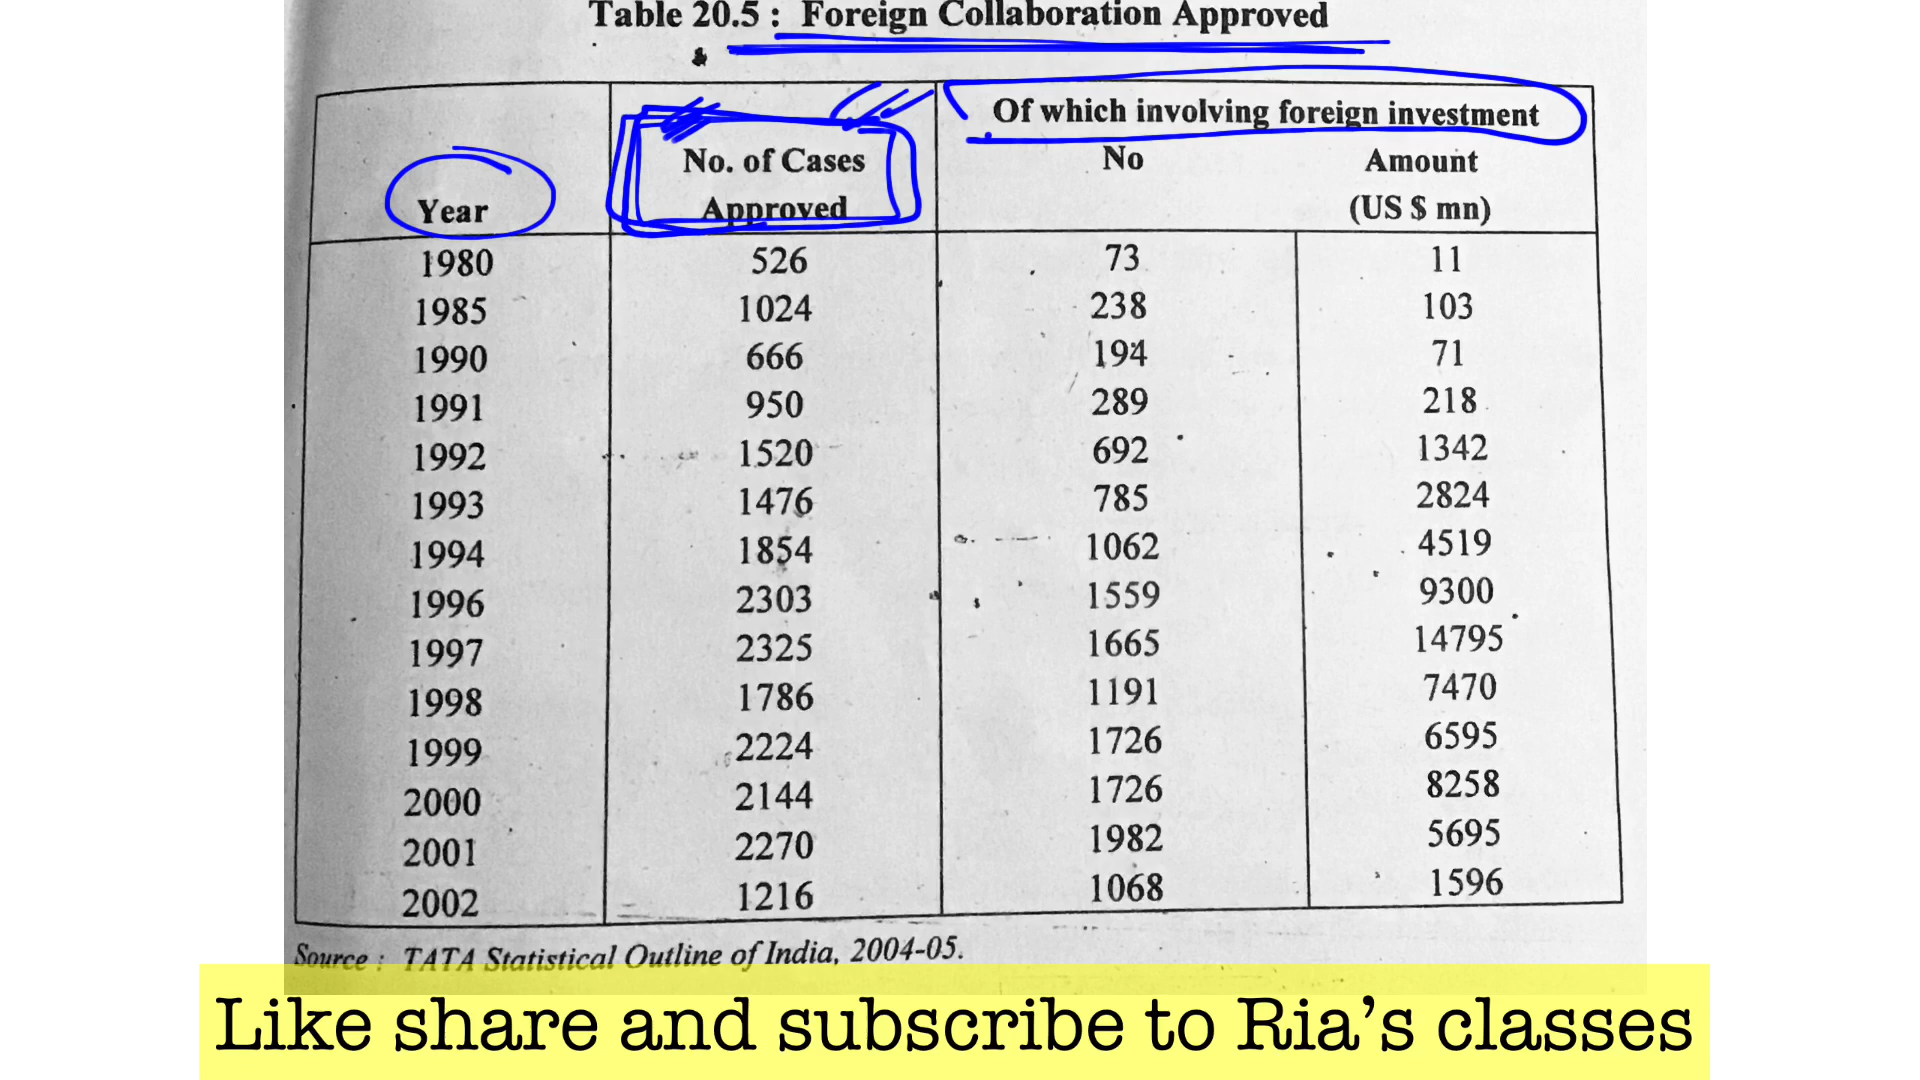 Table 20.5 : Foreign Collaboration Approved
Year No. of Cases Approved Of which involving foreign investment
No Amount (US $ mn)
1980 526 73 11
1985 1024 238 103
1990 666 194 71
1991 950 289 218
1992 1520 692 1342
1993 1476 785 2824
1994 1854 1062 4519
1996 2303 1559 9300
1997 2325 1665 14795
1998 1786 1191 7470
1999 2224 1726 6595
2000 2144 1726 8258
2001 2270 1982 5695
2002 1216 1068 1596
Source : TATA Statistical Outline of India, 2004-05.
Like share and subscribe to Ria’s classes